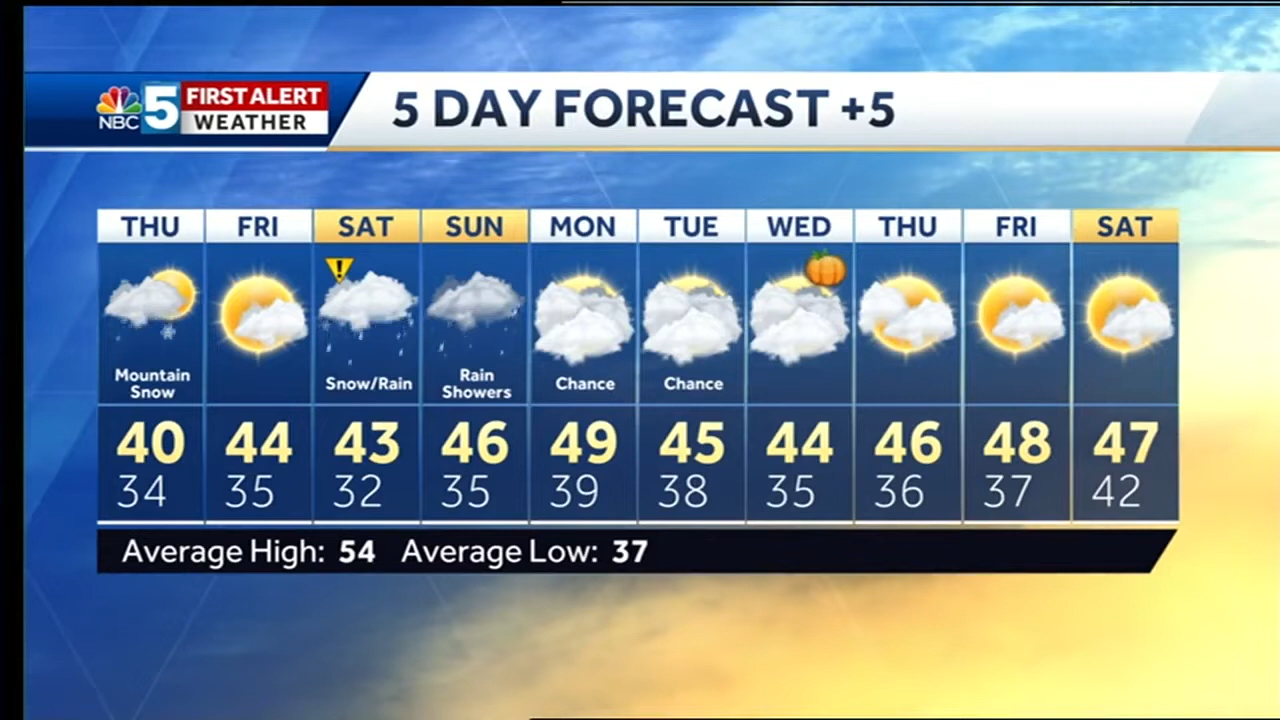 NBC 5 FIRST ALERT
WEATHER
5 DAY FORECAST +5
THU FRI SAT SUN MON TUE WED THU FRI SAT
!
Mountain
Snow
Snow/Rain
Rain
Showers
Chance
Chance
40 44 43 46 49 45 44 46 48 47
34 35 32 35 39 38 35 36 37 42
Average High: 54 Average Low: 37